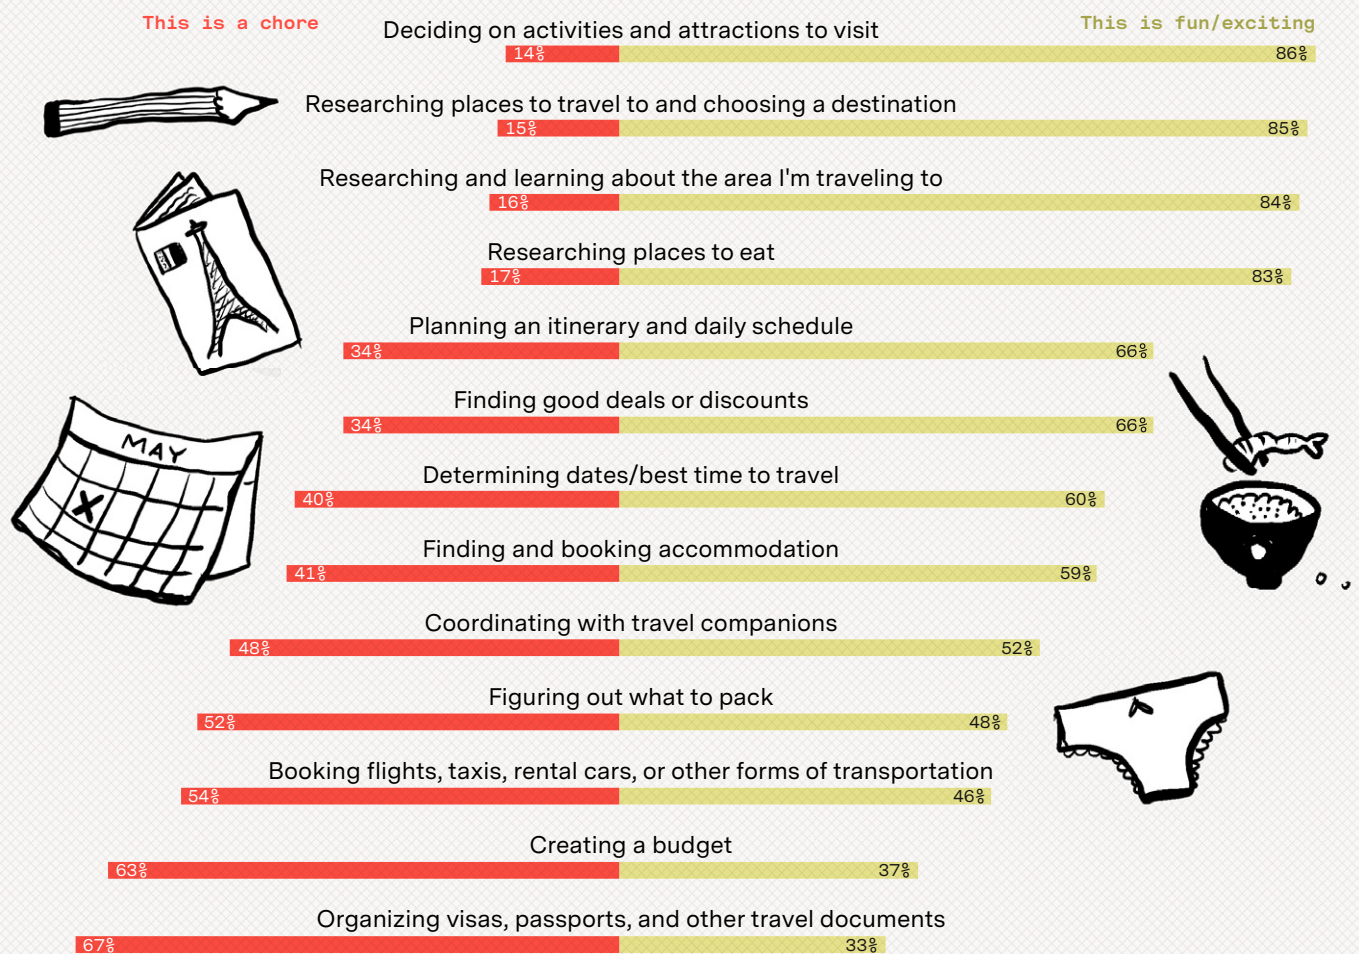 This is a chore
This is fun/exciting
Deciding on activities and attractions to visit
14%
86%
Researching places to travel to and choosing a destination
15%
85%
Researching and learning about the area I'm traveling to
16%
84%
Researching places to eat
17%
83%
Planning an itinerary and daily schedule
34%
66%
Finding good deals or discounts
34%
66%
MAY
Determining dates/best time to travel
40%
60%
Finding and booking accommodation
41%
59%
Coordinating with travel companions
48%
52%
Figuring out what to pack
52%
48%
Booking flights, taxis, rental cars, or other forms of transportation
54%
46%
Creating a budget
63%
37%
Organizing visas, passports, and other travel documents
67%
33%